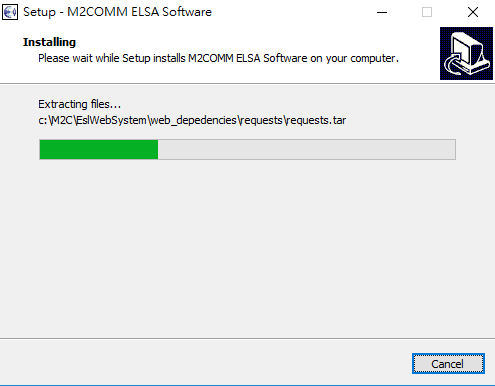 Setup - M2COMM ELSA Software
Installing
Please wait while Setup installs M2COMM ELSA Software on your computer.
Extracting files...
c:\M2C\EslWebSystem\web_depedencies\requests\requests.tar
Cancel